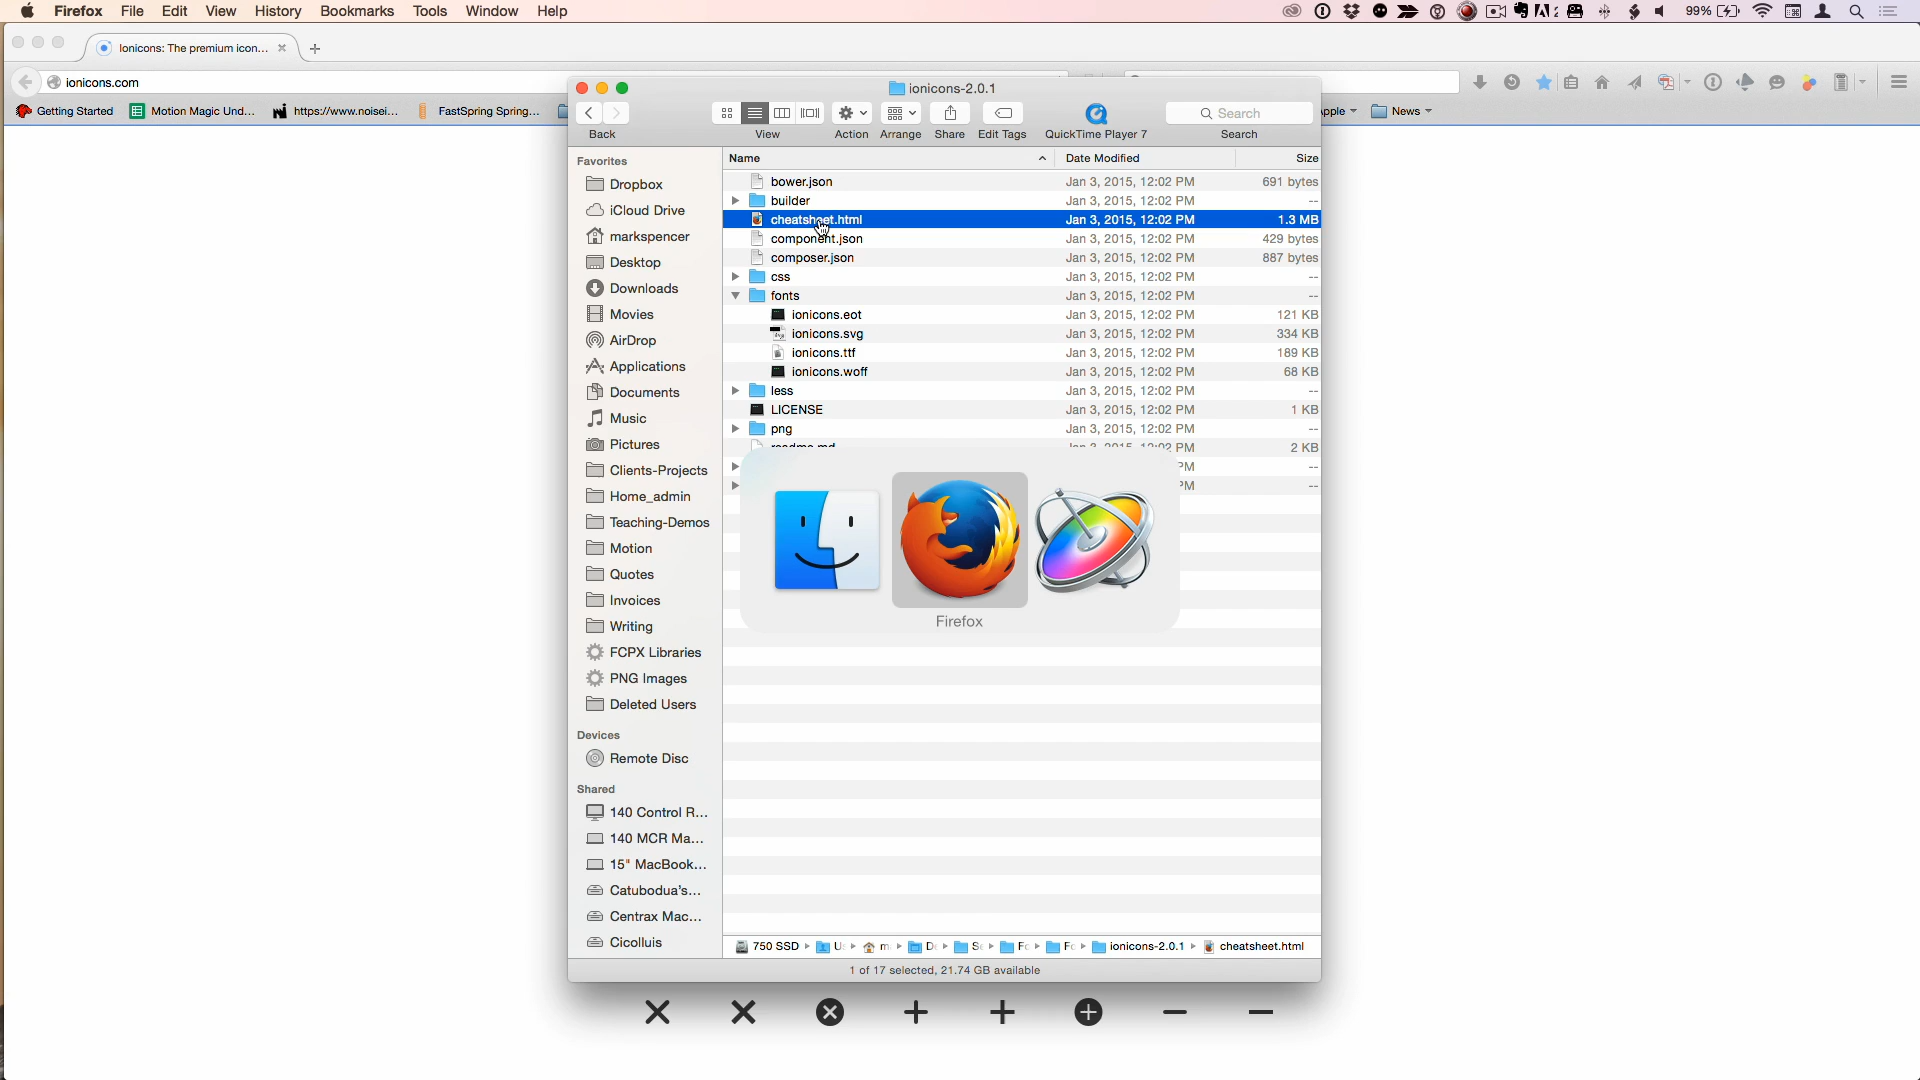 Firefox File Edit View History Bookmarks Tools Window Help 99%
Ionicons: The premium icon...
ionicons.com
Getting Started Motion Magic Und... https://www.noisei... FastSpring Spring... News
ionicons-2.0.1
Back View Action Arrange Share Edit Tags QuickTime Player 7 Search
Search
Name Date Modified Size
bower.json Jan 3, 2015, 12:02 PM 691 bytes
builder Jan 3, 2015, 12:02 PM --
cheatsheet.html Jan 3, 2015, 12:02 PM 1.3 MB
component.json Jan 3, 2015, 12:02 PM 429 bytes
composer.json Jan 3, 2015, 12:02 PM 887 bytes
css Jan 3, 2015, 12:02 PM --
fonts Jan 3, 2015, 12:02 PM --
ionicons.eot Jan 3, 2015, 12:02 PM 121 KB
ionicons.svg Jan 3, 2015, 12:02 PM 334 KB
ionicons.ttf Jan 3, 2015, 12:02 PM 189 KB
ionicons.woff Jan 3, 2015, 12:02 PM 68 KB
less Jan 3, 2015, 12:02 PM --
LICENSE Jan 3, 2015, 12:02 PM 1 KB
png Jan 3, 2015, 12:02 PM --
2 KB
PM --
PM --
Favorites
Dropbox
iCloud Drive
markspencer
Desktop
Downloads
Movies
AirDrop
Applications
Documents
Music
Pictures
Clients-Projects
Home_admin
Teaching-Demos
Motion
Quotes
Invoices
Writing
FCPX Libraries
PNG Images
Deleted Users
Devices
Remote Disc
Shared
140 Control R...
140 MCR Ma...
15" MacBook...
Catubodua's...
Centrax Mac...
Cicolluis
Firefox
750 SSD ionicons-2.0.1 cheatsheet.html
1 of 17 selected, 21.74 GB available